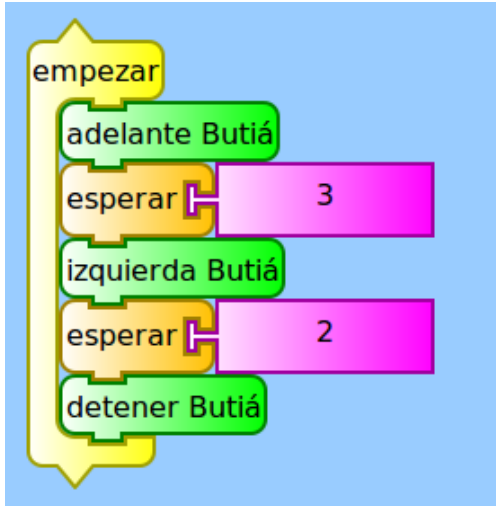 empezar
adelante Butiá
esperar 3
izquierda Butiá
esperar 2
detener Butiá